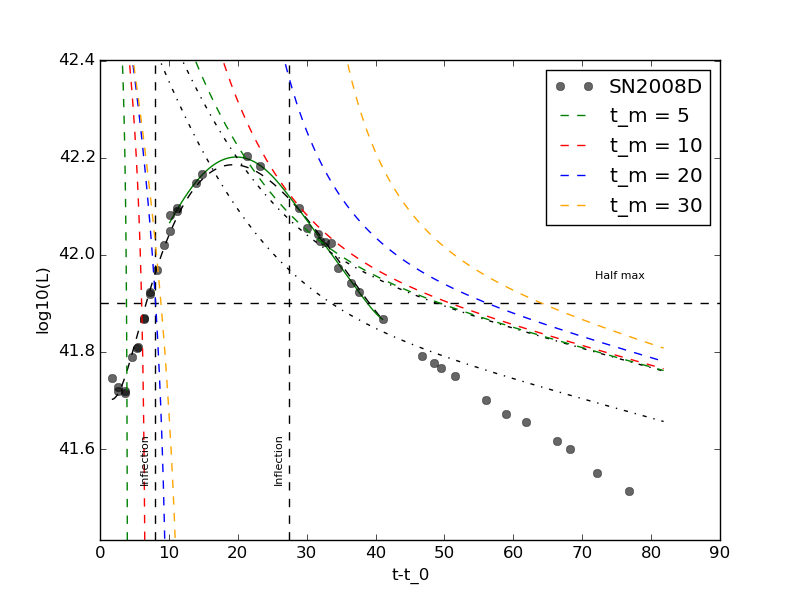 42.4
42.2
42.0
41.8
41.6
log10(L)
SN2008D
t_m = 5
t_m = 10
t_m = 20
t_m = 30
Half max
Inflection
Inflection
0 10 20 30 40 50 60 70 80 90
t-t_0